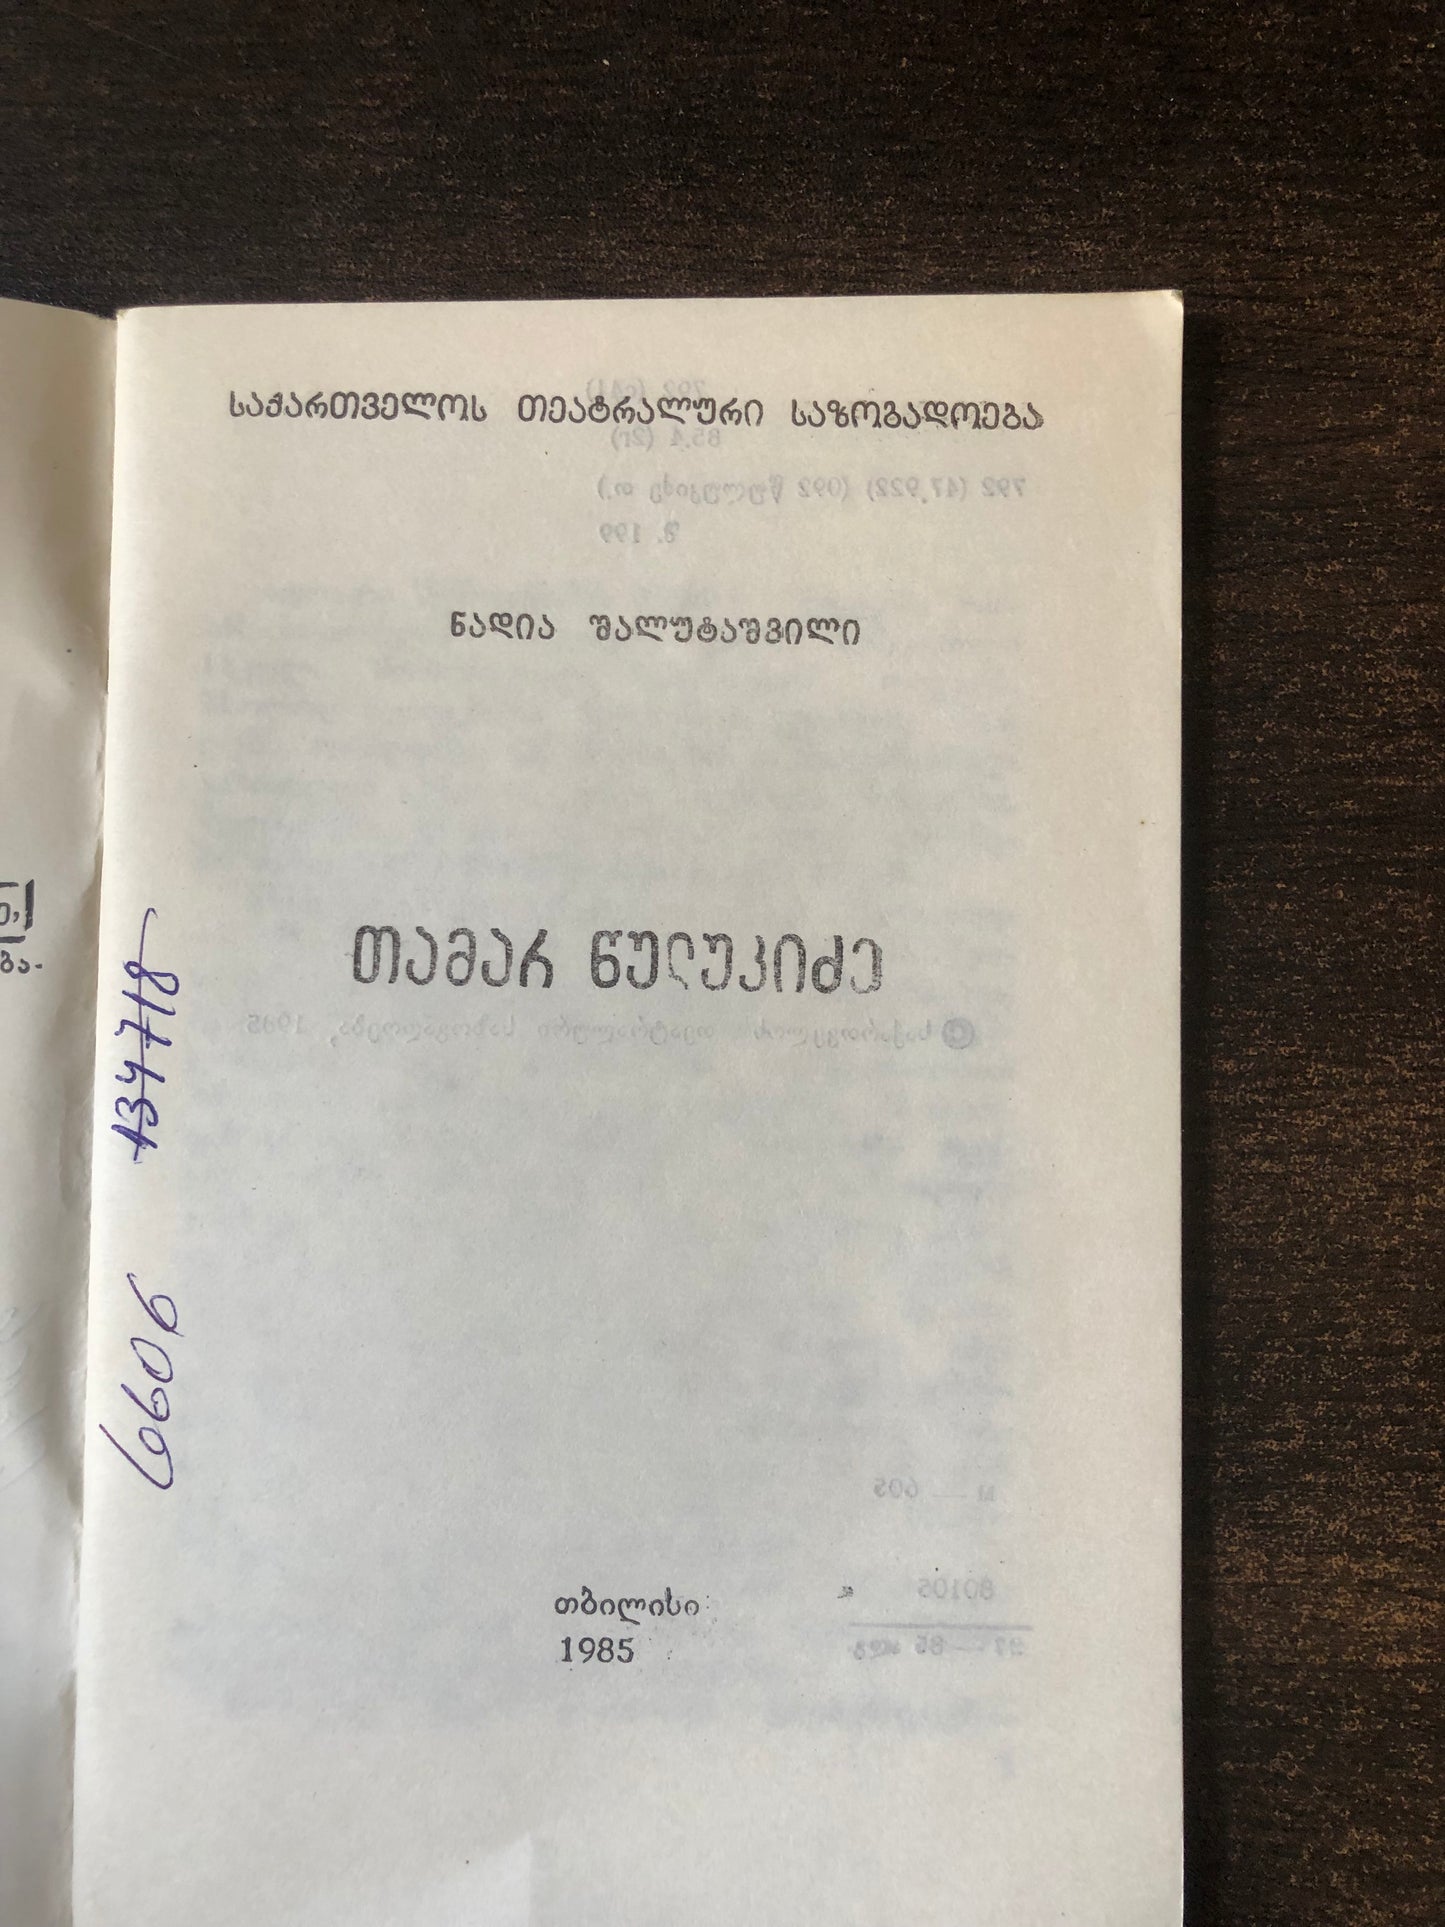 საქართველოს თეატრალური საზოგადოება
ნადია შალუტაშვილი
თამარ წულუკიძე
თბილისი
1985
134718